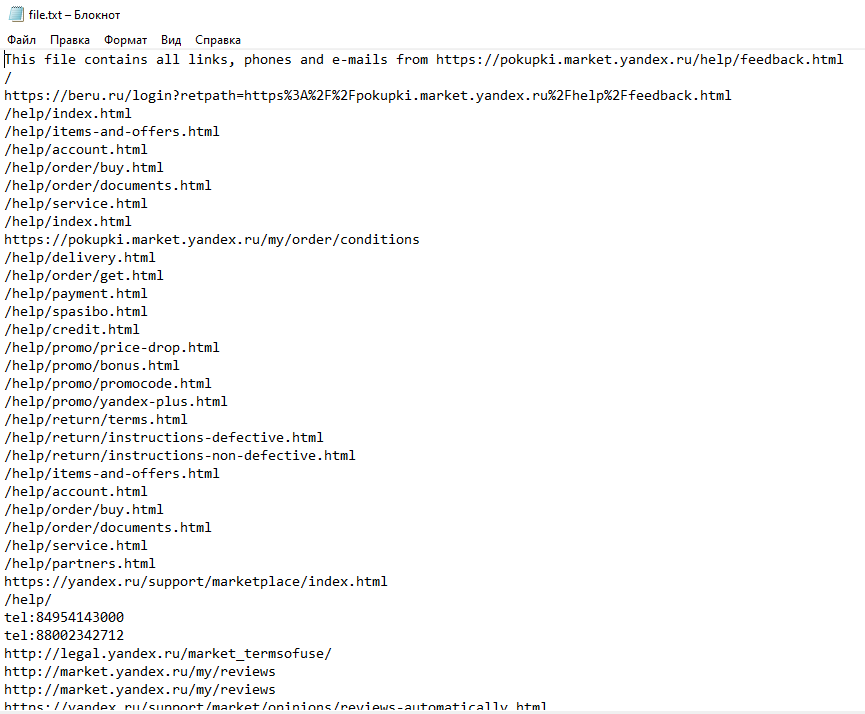 file.txt – Блокнот
Файл Правка Формат Вид Справка
This file contains all links, phones and e-mails from https://pokupki.market.yandex.ru/help/feedback.html
/
https://beru.ru/login?retpath=https%3A%2F%2Fpokupki.market.yandex.ru%2Fhelp%2Ffeedback.html
/help/index.html
/help/items-and-offers.html
/help/account.html
/help/order/buy.html
/help/order/documents.html
/help/service.html
/help/index.html
https://pokupki.market.yandex.ru/my/order/conditions
/help/delivery.html
/help/order/get.html
/help/payment.html
/help/spasibo.html
/help/credit.html
/help/promo/price-drop.html
/help/promo/bonus.html
/help/promo/promocode.html
/help/promo/yandex-plus.html
/help/return/terms.html
/help/return/instructions-defective.html
/help/return/instructions-non-defective.html
/help/items-and-offers.html
/help/account.html
/help/order/buy.html
/help/order/documents.html
/help/service.html
/help/partners.html
https://yandex.ru/support/marketplace/index.html
/help/
tel:84954143000
tel:88002342712
http://legal.yandex.ru/market_termsofuse/
http://market.yandex.ru/my/reviews
http://market.yandex.ru/my/reviews
https://yandex.ru/support/market/opinions/reviews-automatically.html